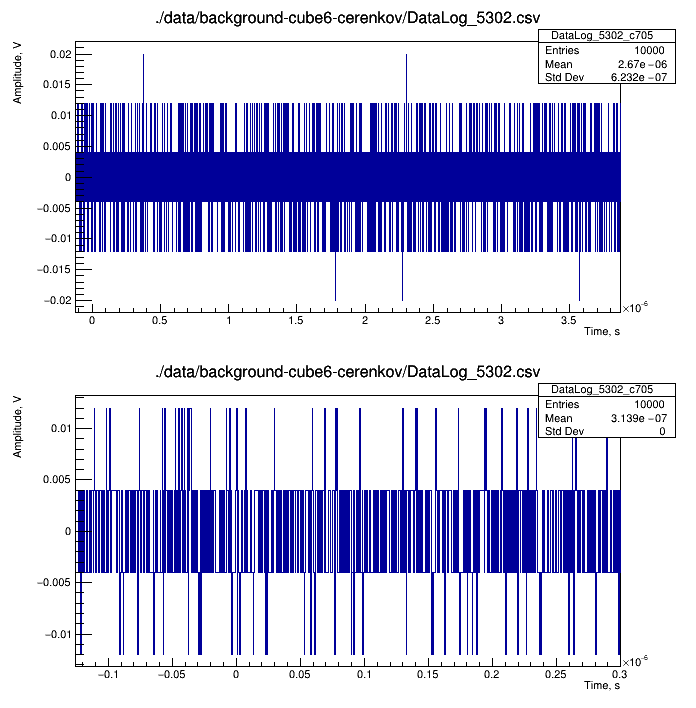 ./data/background-cube6-cerenkov/DataLog_5302.csv
Amplitude, V
DataLog_5302_c705
Entries 10000
Mean 2.67e−06
Std Dev 6.232e−07
0.02
0.015
0.01
0.005
0
−0.005
−0.01
−0.015
−0.02
0 0.5 1 1.5 2 2.5 3 3.5
×10−6
Time, s
./data/background-cube6-cerenkov/DataLog_5302.csv
Amplitude, V
DataLog_5302_c705
Entries 10000
Mean 3.139e−07
Std Dev 0
0.01
0.005
0
−0.005
−0.01
−0.1 −0.05 0 0.05 0.1 0.15 0.2 0.25 0.3
×10−6
Time, s